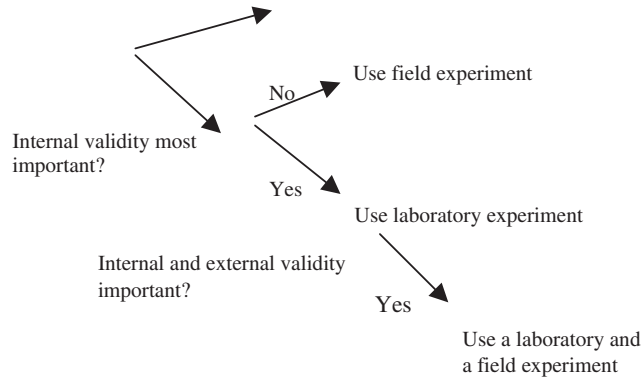 Use field experiment
No
Internal validity most
important?
Yes
Use laboratory experiment
Internal and external validity
important?
Yes
Use a laboratory and
a field experiment